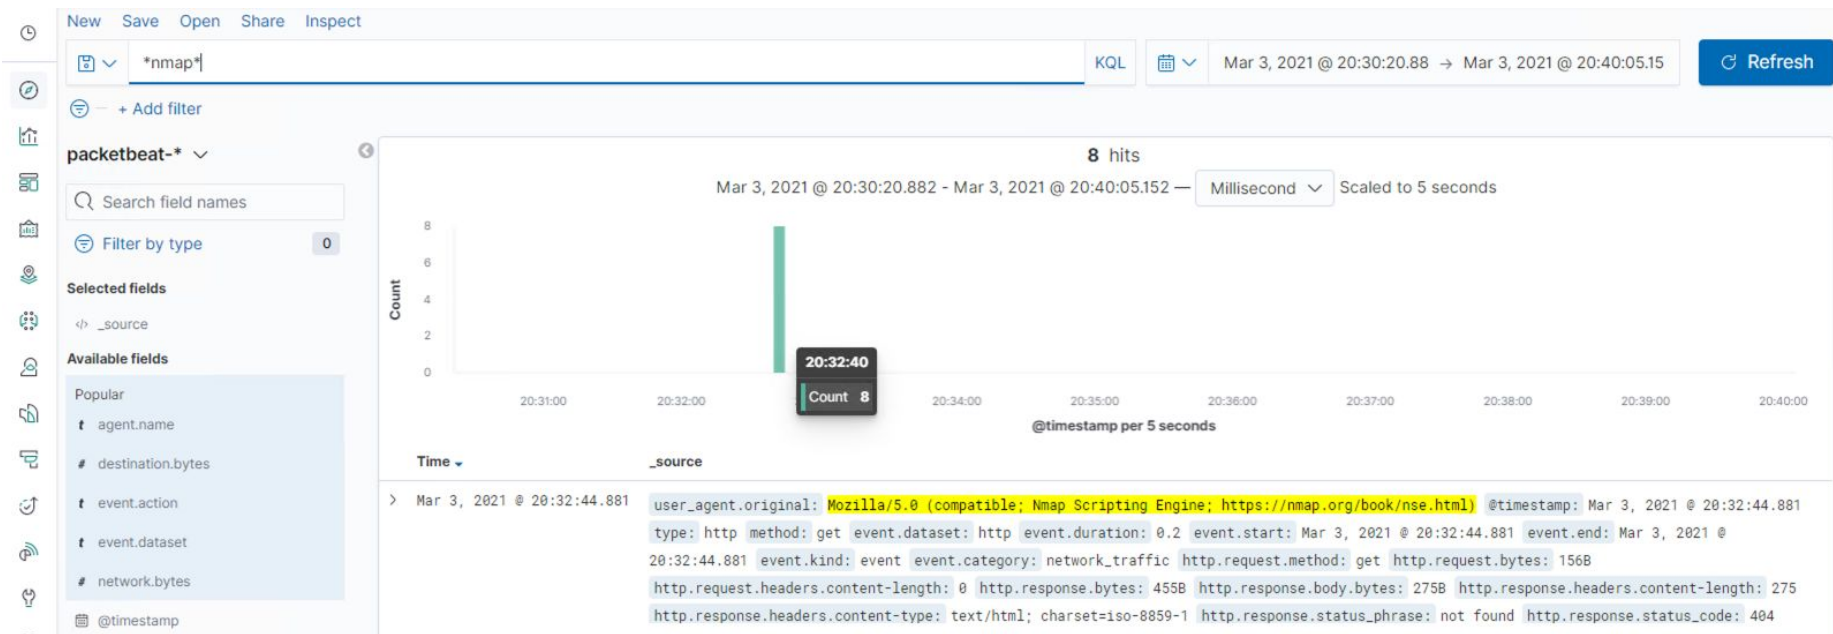 New Save Open Share Inspect
*nmap*
KQL
Mar 3, 2021 @ 20:30:20.88 → Mar 3, 2021 @ 20:40:05.15
Refresh
+ Add filter
packetbeat-*
Search field names
Filter by type 0
Selected fields
</> _source
Available fields
Popular
t agent.name
# destination.bytes
t event.action
t event.dataset
# network.bytes
@timestamp
8 hits
Mar 3, 2021 @ 20:30:20.882 - Mar 3, 2021 @ 20:40:05.152 — Millisecond Scaled to 5 seconds
Count
8
6
4
2
0
20:32:40
Count 8
20:31:00 20:32:00 20:34:00 20:35:00 20:36:00 20:37:00 20:38:00 20:39:00 20:40:00
@timestamp per 5 seconds
Time _source
> Mar 3, 2021 @ 20:32:44.881 user_agent.original: Mozilla/5.0 (compatible; Nmap Scripting Engine; https://nmap.org/book/nse.html) @timestamp: Mar 3, 2021 @ 20:32:44.881
type: http method: get event.dataset: http event.duration: 0.2 event.start: Mar 3, 2021 @ 20:32:44.881 event.end: Mar 3, 2021 @
20:32:44.881 event.kind: event event.category: network_traffic http.request.method: get http.request.bytes: 156B
http.request.headers.content-length: 0 http.response.bytes: 455B http.response.body.bytes: 275B http.response.headers.content-length: 275
http.response.headers.content-type: text/html; charset=iso-8859-1 http.response.status_phrase: not found http.response.status_code: 404